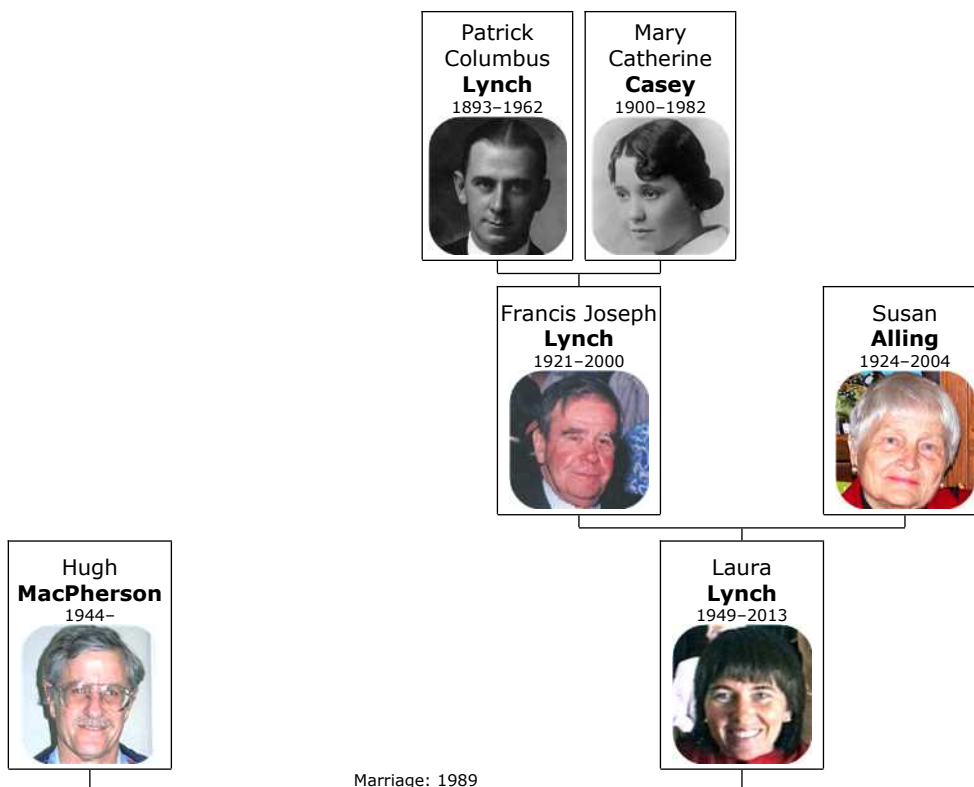 Patrick
Columbus
Lynch
1893–1962
Mary
Catherine
Casey
1900–1982
Francis Joseph
Lynch
1921–2000
Susan
Alling
1924–2004
Hugh
MacPherson
1944–
Laura
Lynch
1949–2013
Marriage: 1989